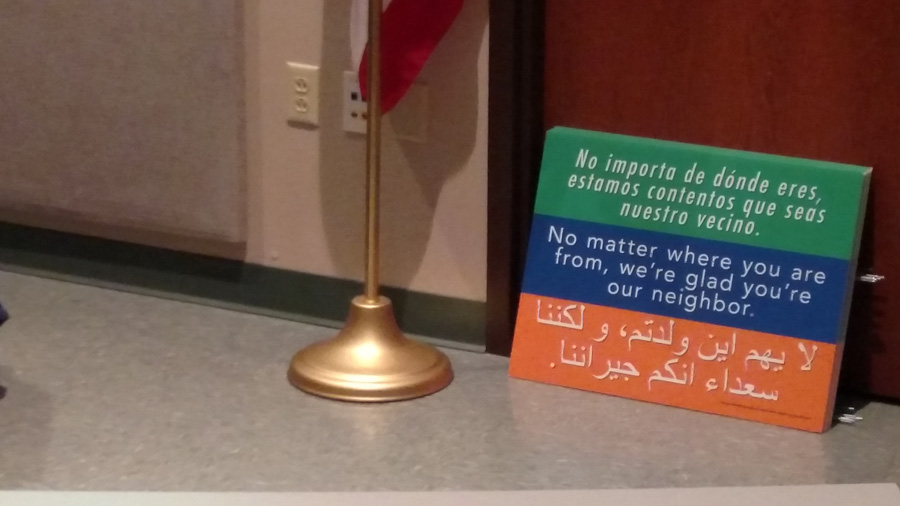 No importa de dónde eres,
estamos contentos que seas
nuestro vecino.
No matter where you are
from, we're glad you're
our neighbor.
لا يهم اين ولدتم، و لكننا
سعداء انكم جيراننا.